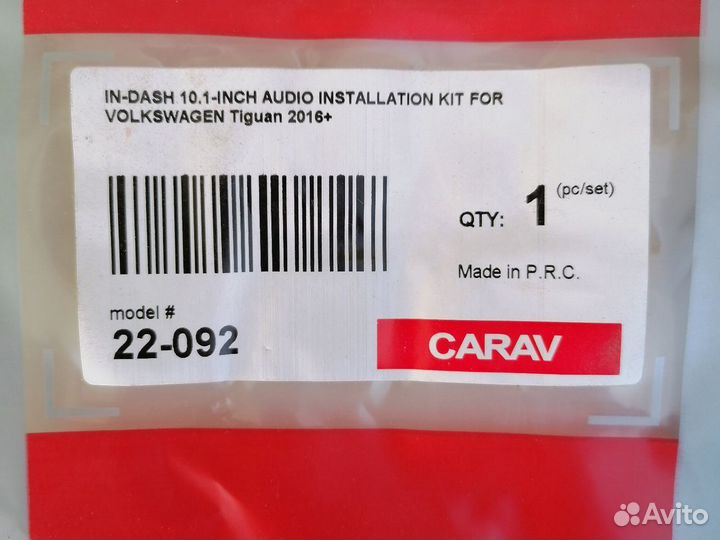 IN-DASH 10.1-INCH AUDIO INSTALLATION KIT FOR
VOLKSWAGEN Tiguan 2016+
QTY: 1 (pc/set)
Made in P.R.C.
model #
22-092
CARAV
Avito